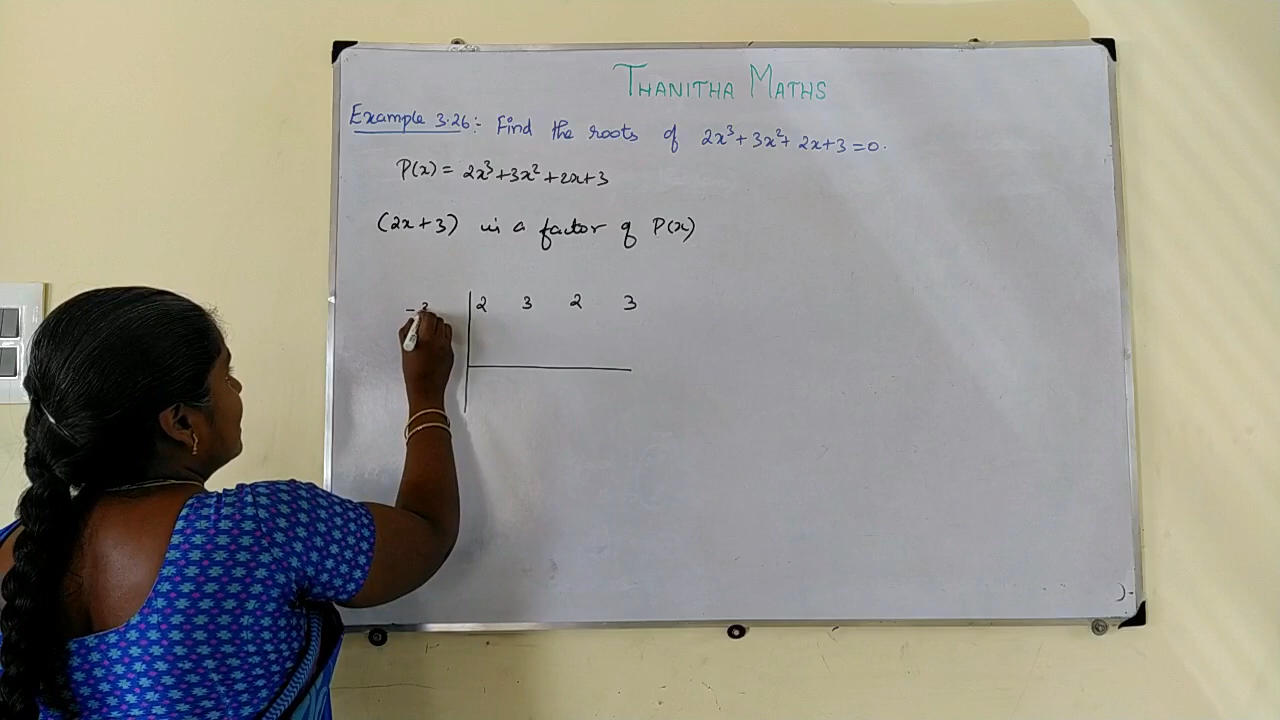 THANITHA MATHS
Example 3.26:- Find the roots of 2x³+3x²+2x+3=0.
P(x) = 2x³+3x²+2x+3
(2x+3) is a factor of P(x)
-3 | 2 3 2 3